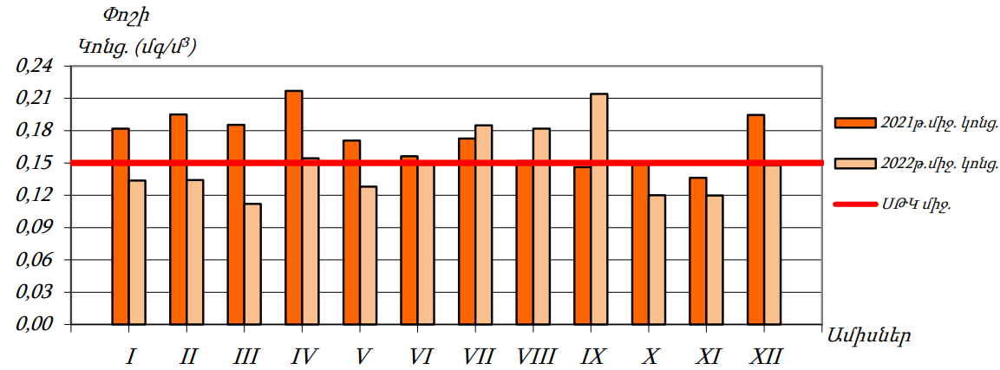 Փոշի
Կոնց. (մգ/մ³)
0,24
0,21
0,18
0,15
0,12
0,09
0,06
0,03
0,00
I II III IV V VI VII VIII IX X XI XII
Ամիսներ
2021թ.միջ. կոնց.
2022թ.միջ. կոնց.
ՍԹԿ միջ.